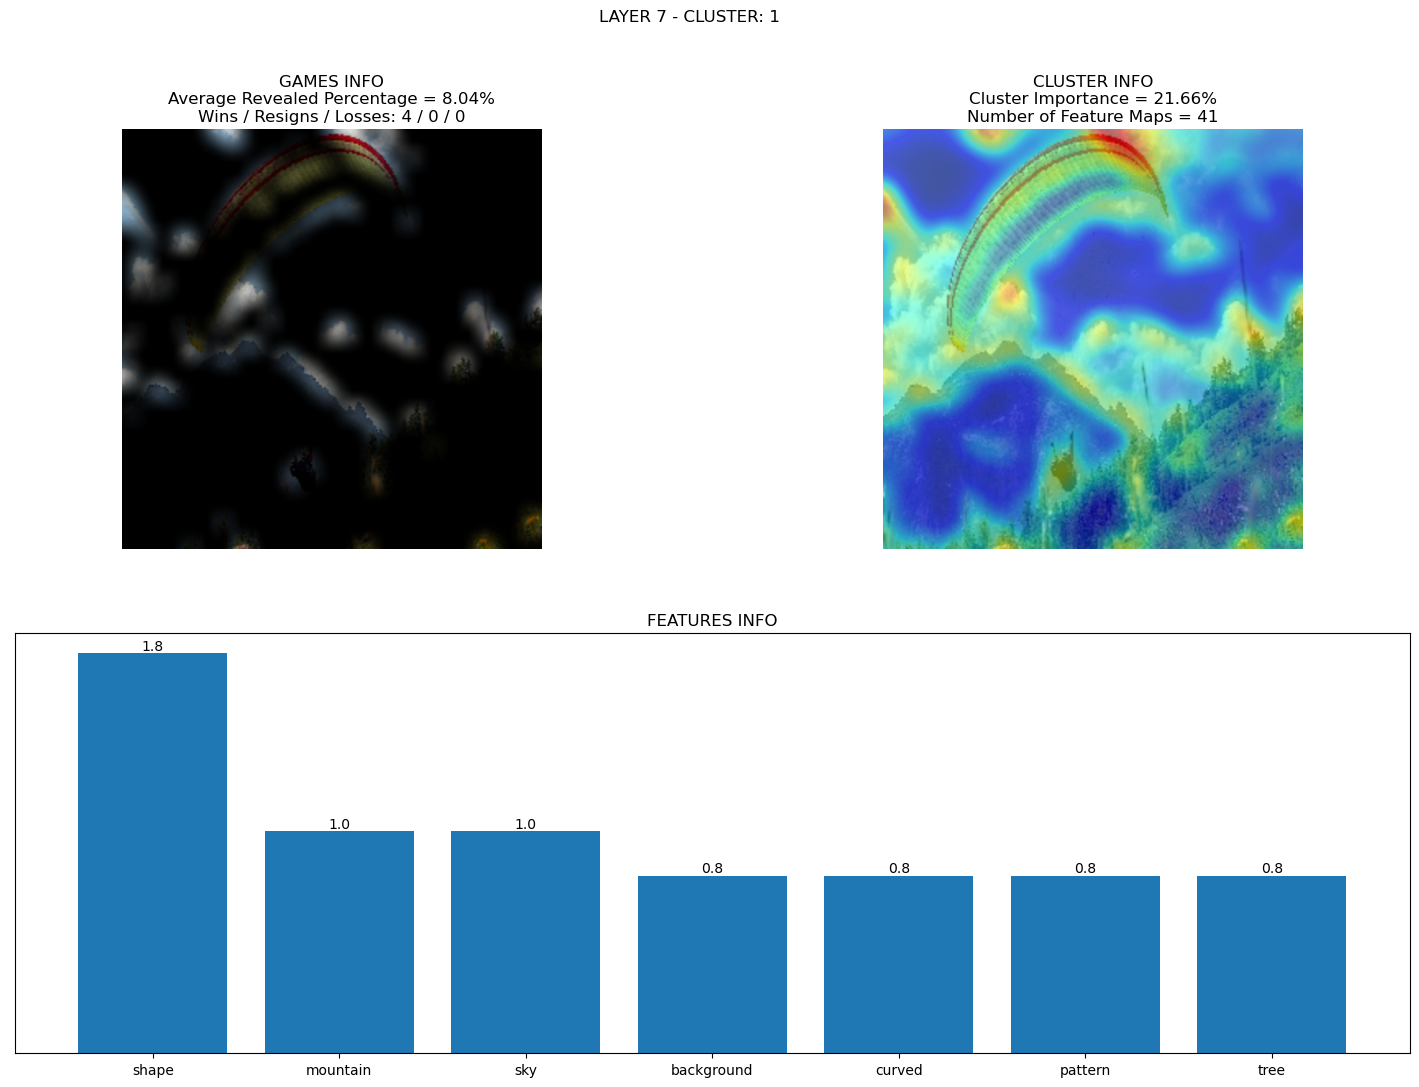 LAYER 7 - CLUSTER: 1
GAMES INFO
Average Revealed Percentage = 8.04%
Wins / Resigns / Losses: 4 / 0 / 0
CLUSTER INFO
Cluster Importance = 21.66%
Number of Feature Maps = 41
FEATURES INFO
1.8
1.0
1.0
0.8
0.8
0.8
0.8
shape
mountain
sky
background
curved
pattern
tree